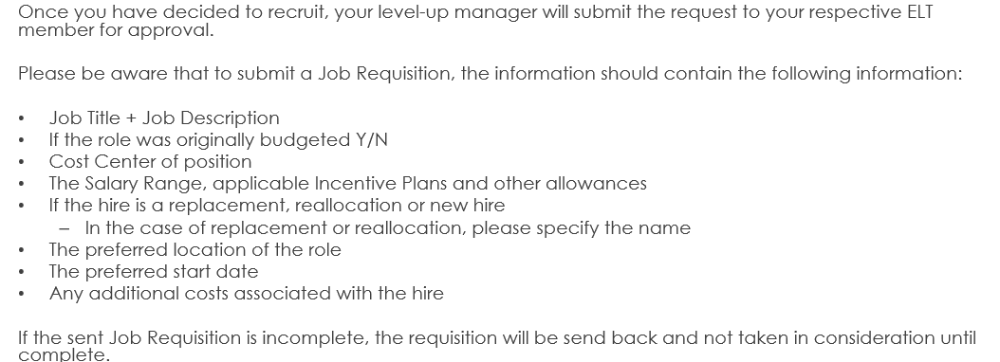 Once you have decided to recruit, your level-up manager will submit the request to your respective ELT
member for approval.
Please be aware that to submit a Job Requisition, the information should contain the following information:
• Job Title + Job Description
• If the role was originally budgeted Y/N
• Cost Center of position
• The Salary Range, applicable Incentive Plans and other allowances
• If the hire is a replacement, reallocation or new hire
– In the case of replacement or reallocation, please specify the name
• The preferred location of the role
• The preferred start date
• Any additional costs associated with the hire
If the sent Job Requisition is incomplete, the requisition will be send back and not taken in consideration until
complete.